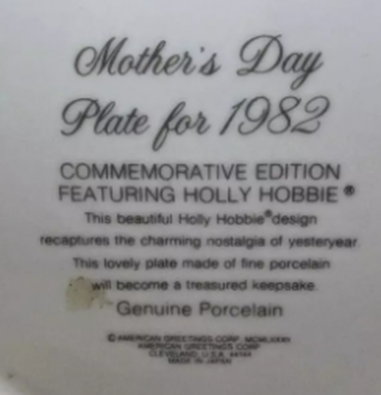 Mother's Day
Plate for 1982
COMMEMORATIVE EDITION
FEATURING HOLLY HOBBIE®
This beautiful Holly Hobbie® design
recaptures the charming nostalgia of yesteryear.
This lovely plate made of fine porcelain
will become a treasured keepsake.
Genuine Porcelain
© AMERICAN GREETINGS CORP. MCMLXXXII
AMERICAN GREETINGS CORP
CLEVELAND, U.S.A. 44144
MADE IN JAPAN